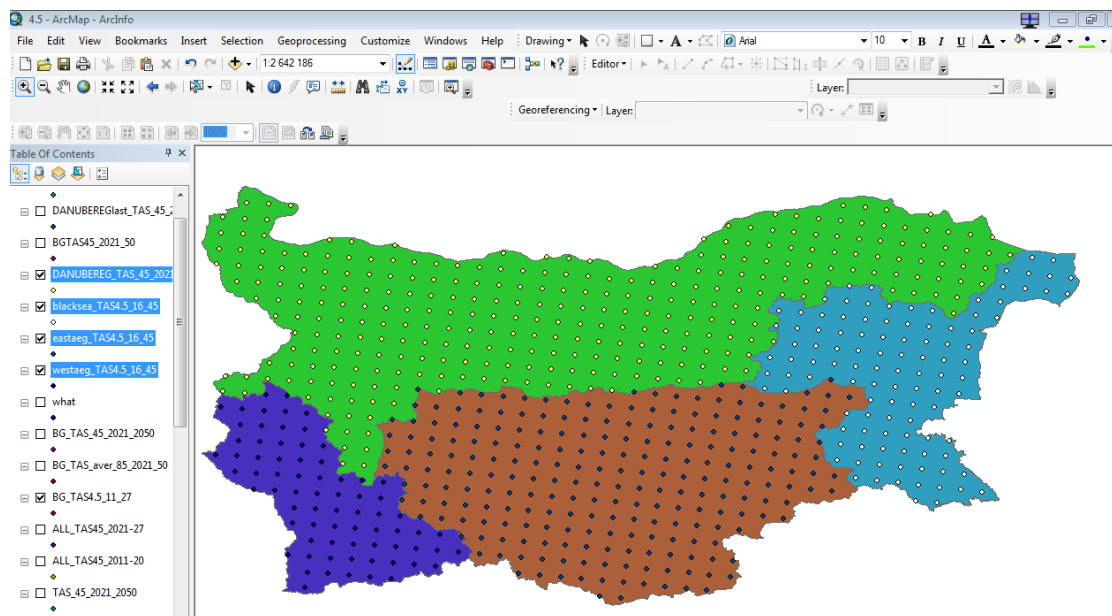 4.5 - ArcMap - ArcInfo
File Edit View Bookmarks Insert Selection Geoprocessing Customize Windows Help Drawing A Arial 10 B I U A
1:2 642 186 Editor
Layer:
Georeferencing Layer:
100%
Table Of Contents
DANUBEREGlast_TAS_45_2
BGTAS45_2021_50
DANUBEREG_TAS_45_2021
blacksea_TAS4.5_16_45
eastaeg_TAS4.5_16_45
westaeg_TAS4.5_16_45
what
BG_TAS_45_2021_2050
BG_TAS_aver_85_2021_50
BG_TAS4.5_11_27
ALL_TAS45_2021-27
ALL_TAS45_2011-20
TAS_45_2021_2050